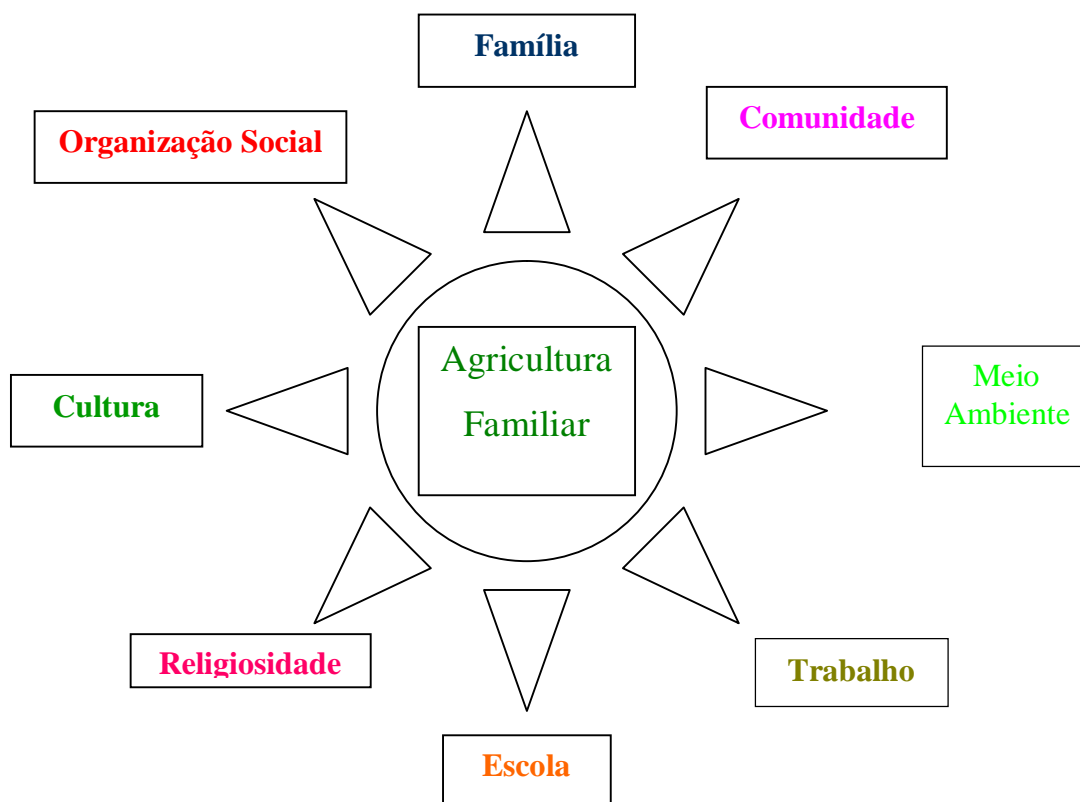 Família
Comunidade
Organização Social
Agricultura
Familiar
Meio
Ambiente
Cultura
Religiosidade
Trabalho
Escola